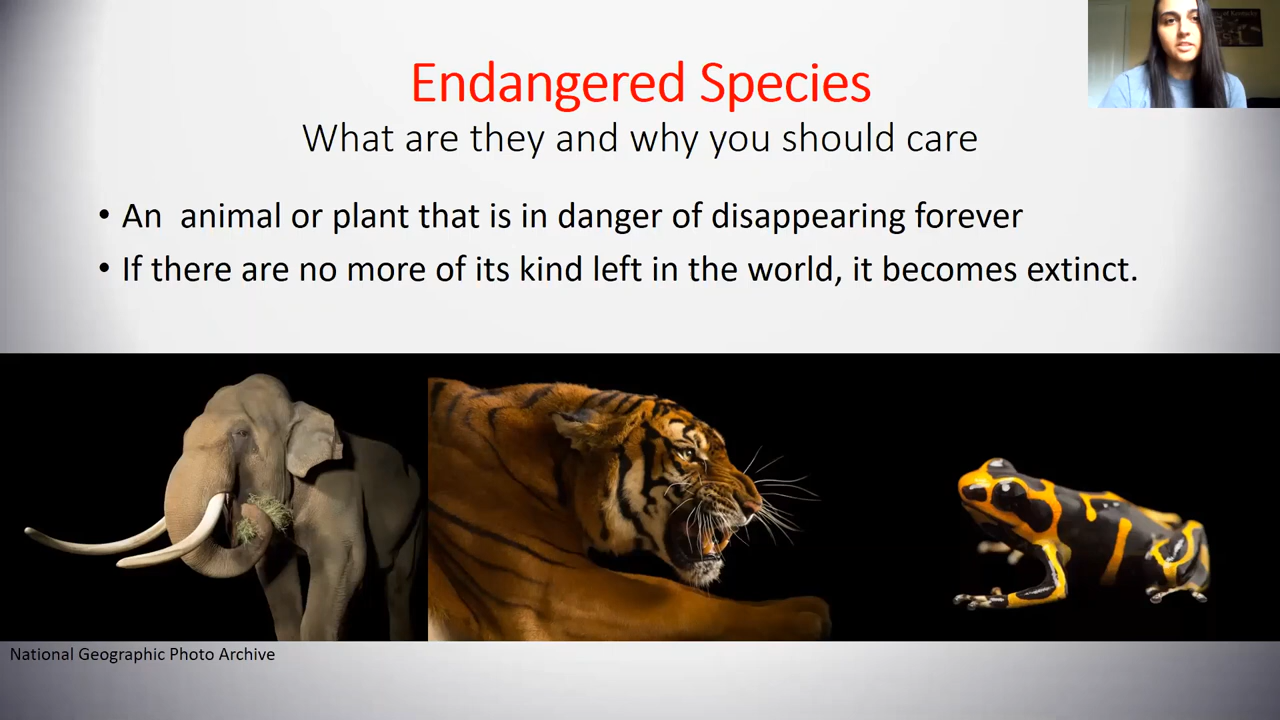 Endangered Species
What are they and why you should care
• An  animal or plant that is in danger of disappearing forever
• If there are no more of its kind left in the world, it becomes extinct.
National Geographic Photo Archive